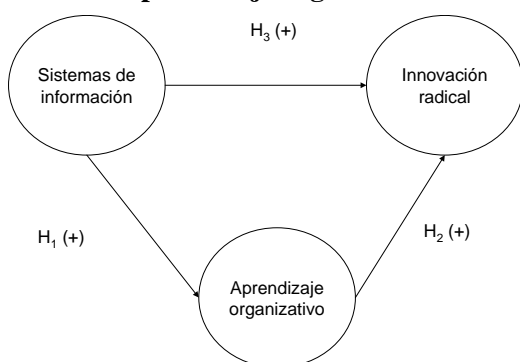 H3 (+)
Sistemas de
información
Innovación
radical
H1 (+)
H2 (+)
Aprendizaje
organizativo